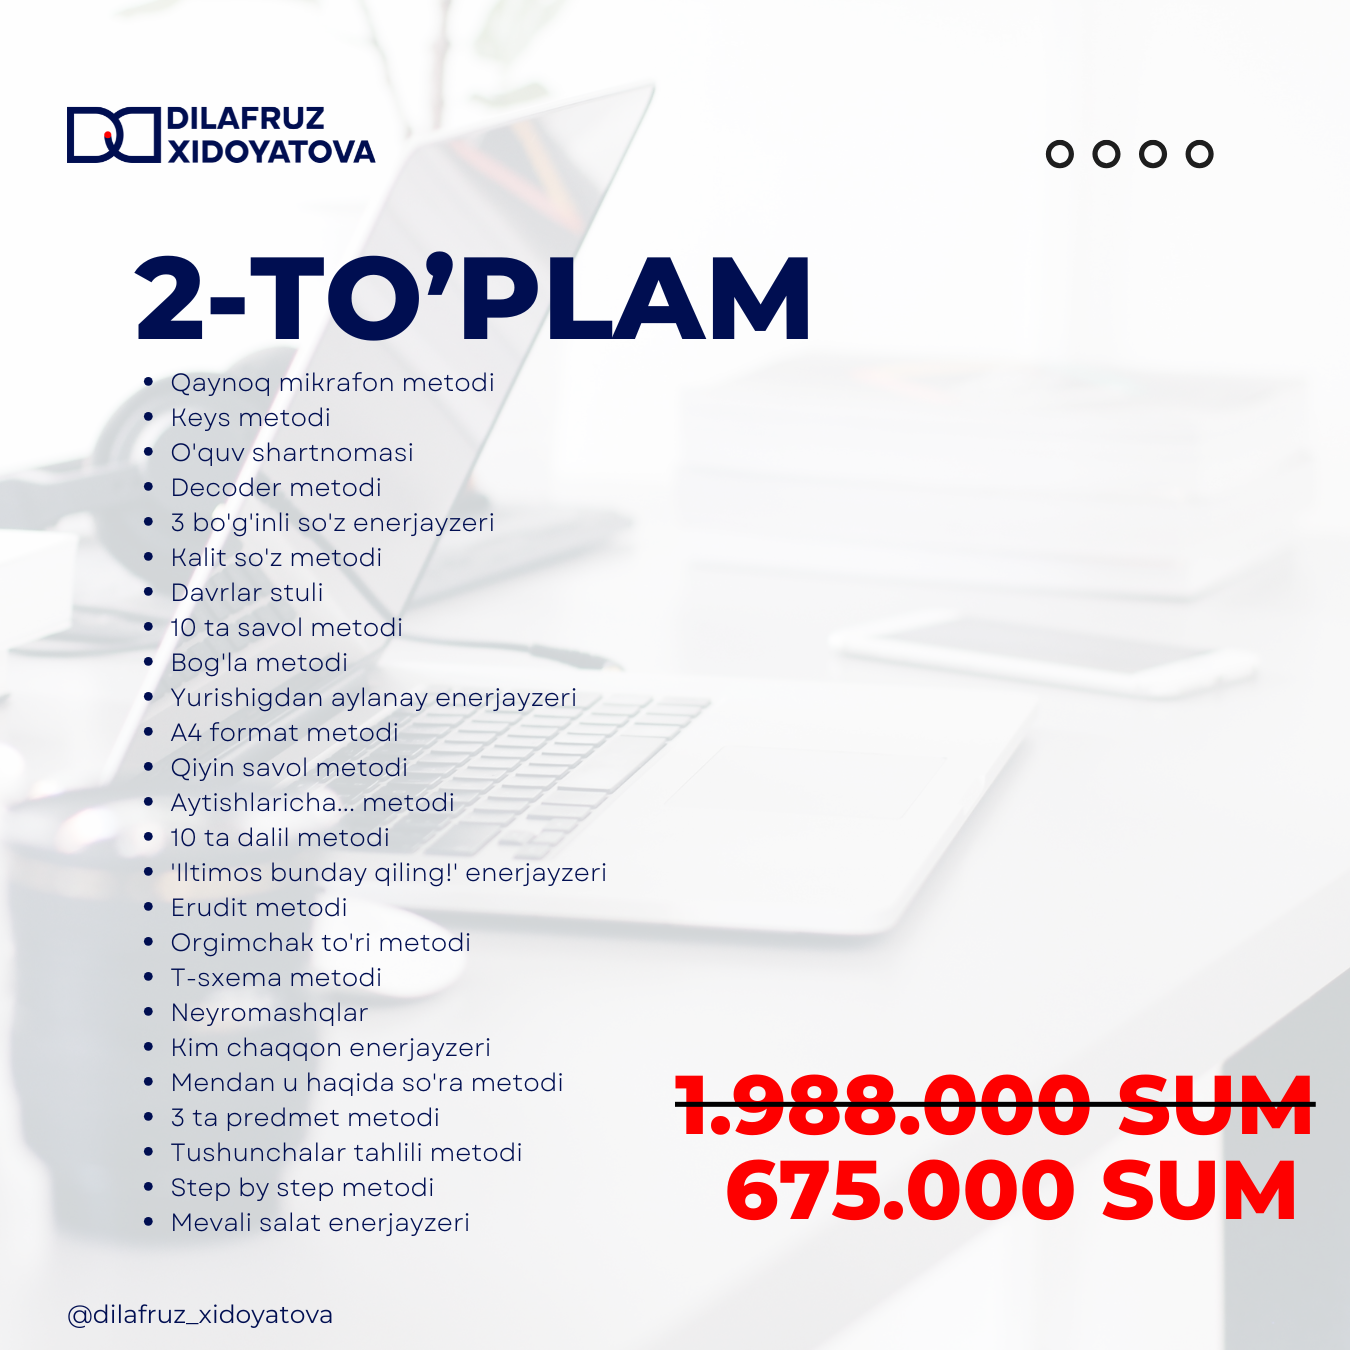 DILAFRUZ
XIDOYATOVA
2-TO’PLAM
• Qaynoq mikrafon metodi
• Keys metodi
• O'quv shartnomasi
• Decoder metodi
• 3 bo'g'inli so'z enerjayzeri
• Kalit so'z metodi
• Davrlar stuli
• 10 ta savol metodi
• Bog'la metodi
• Yurishigdan aylanay enerjayzeri
• A4 format metodi
• Qiyin savol metodi
• Aytishlaricha... metodi
• 10 ta dalil metodi
• 'Iltimos bunday qiling!' enerjayzeri
• Erudit metodi
• Orgimchak to'ri metodi
• T-sxema metodi
• Neyromashqlar
• Kim chaqqon enerjayzeri
• Mendan u haqida so'ra metodi
• 3 ta predmet metodi
• Tushunchalar tahlili metodi
• Step by step metodi
• Mevali salat enerjayzeri
1.988.000 SUM
675.000 SUM
@dilafruz_xidoyatova